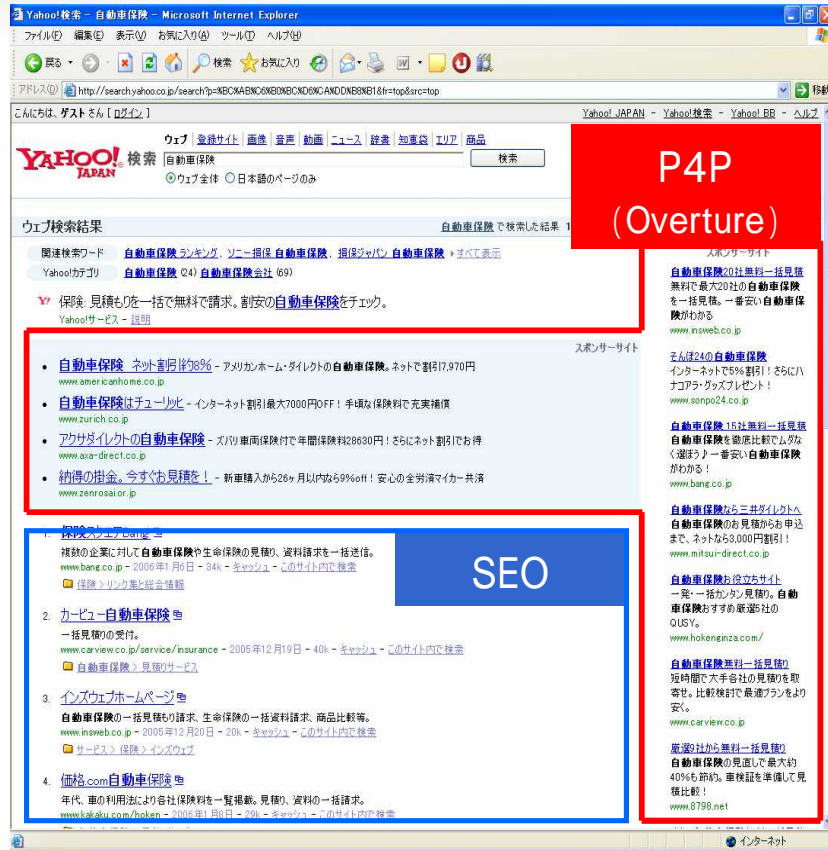 Yahoo!検索 - 自動車保険 - Microsoft Internet Explorer
ファイル(F) 編集(E) 表示(V) お気に入り(A) ツール(T) ヘルプ(H)
戻る 検索 お気に入り
アドレス(D) http://search.yahoo.co.jp/search?p=%BC%AB%C6%B0%BC%D6%CA%DD%B8%B1&fr=top&src=top 移動
こんにちは、ゲストさん [ ログイン ] Yahoo! JAPAN - Yahoo!検索 - Yahoo! BB - ヘルプ
ウェブ | 登録サイト | 画像 | 音声 | 動画 | ニュース | 辞書 | 知恵袋 | エリア | 商品
YAHOO! JAPAN 検索 自動車保険 検索
ウェブ全体 日本語のページのみ
P4P
(Overture)
ウェブ検索結果 自動車保険 で検索した結果 1
関連検索ワード 自動車保険 ランキング, ソニー損保 自動車保険, 損保ジャパン 自動車保険 すべて表示
Yahoo!カテゴリ 自動車保険 (24) 自動車保険会社 (69)
Y! 保険: 見積もりを一括で無料で請求。割安の自動車保険をチェック。
Yahoo!サービス - 説明
スポンサーサイト
・ 自動車保険 ネット割引約8% - アメリカンホーム・ダイレクトの自動車保険。ネットで割引7,970円
www.americanhome.co.jp
・ 自動車保険はチューリッヒ - インターネット割引最大7000円OFF！手頃な保険料で充実補償
www.zurich.co.jp
・ アクサダイレクトの自動車保険 - ズバリ車両保険付で年間保険料28630円！さらにネット割引でお得
www.axa-direct.co.jp
・ 納得の掛金。今すぐお見積を！ - 新車購入から26ヶ月以内なら9%off！安心の全労済マイカー共済
www.zenrosai.or.jp
SEO
1. 保険スクエアbang
複数の企業に対して自動車保険や生命保険の見積り、資料請求を一括送信。
www.bang.co.jp - 2006年1月6日 - 34k - キャッシュ - このサイト内で検索
保険 > リンク集と総合情報
2. カービュー自動車保険
一括見積りの受付。
www.carview.co.jp/service/insurance - 2005年12月19日 - 40k - キャッシュ - このサイト内で検索
自動車保険 > 見積りサービス
3. インズウェブホームページ
自動車保険の一括見積もり請求、生命保険の一括資料請求、商品比較等。
www.insweb.co.jp - 2005年12月20日 - 20k - キャッシュ - このサイト内で検索
サービス > 保険 > インズウェブ
4. 価格.com自動車保険
年代、車の利用法により各社保険料を一覧掲載。見積り、資料の一括請求。
www.kakaku.com/hoken - 2006年1月8日 - 29k - キャッシュ - このサイト内で検索
スポンサーサイト
自動車保険20社無料一括見積
無料で最大20社の自動車保険
を一括見積。一番安い自動車保
険がわかる
www.insweb.co.jp
そんぽ24の自動車保険
インターネットで5%割引！さらにハ
ナコアラ・グッズプレゼント！
www.sonpo24.co.jp
自動車保険 15社無料一括見積
自動車保険を徹底比較でムダな
く選ぼう♪一番安い自動車保険
がわかる！
www.bang.co.jp
自動車保険なら三井ダイレクトへ
自動車保険のお見積からお申込
まで、ネットなら3,000円割引！
www.mitsui-direct.co.jp
自動車保険お役立ちサイト
一発・一括カンタン見積り。自動
車保険おすすめ厳選5社の
QUSY。
www.hokenginza.com/
自動車保険無料一括見積り
短時間で大手各社の見積りを取
寄せ。比較検討で最適プランをより
安く。
www.carview.co.jp
厳選9社から無料一括見積り
自動車保険の見直しで最大約
40%も節約。車検証を準備して見
積比較！
www.8798.net
インターネット